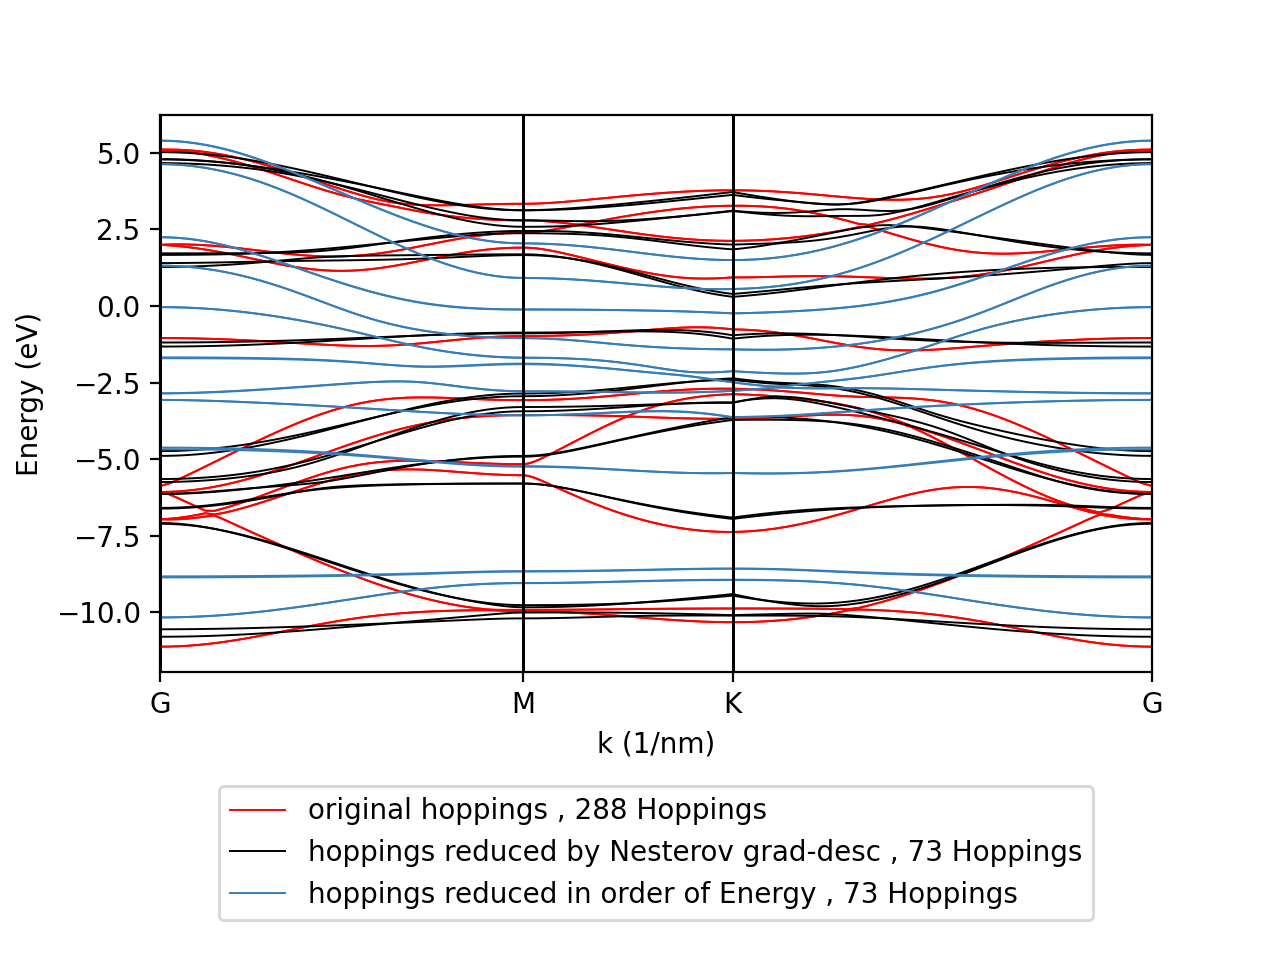 Energy (eV)
5.0
2.5
0.0
−2.5
−5.0
−7.5
−10.0
G M K G
k (1/nm)
original hoppings , 288 Hoppings
hoppings reduced by Nesterov grad-desc , 73 Hoppings
hoppings reduced in order of Energy , 73 Hoppings